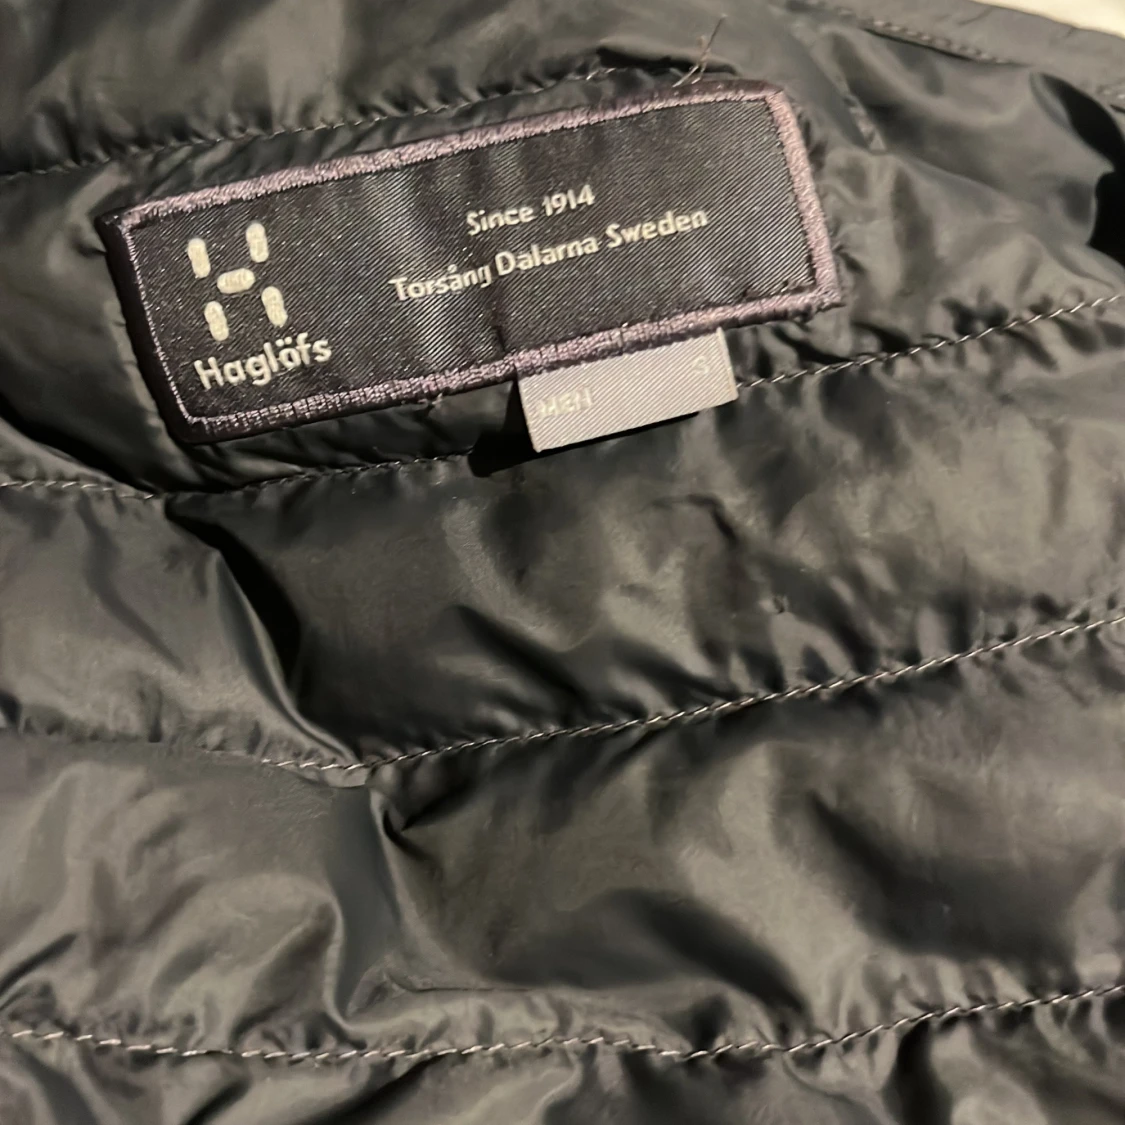 Since 1914
Torsång Dalarna Sweden
Haglöfs
MEN S